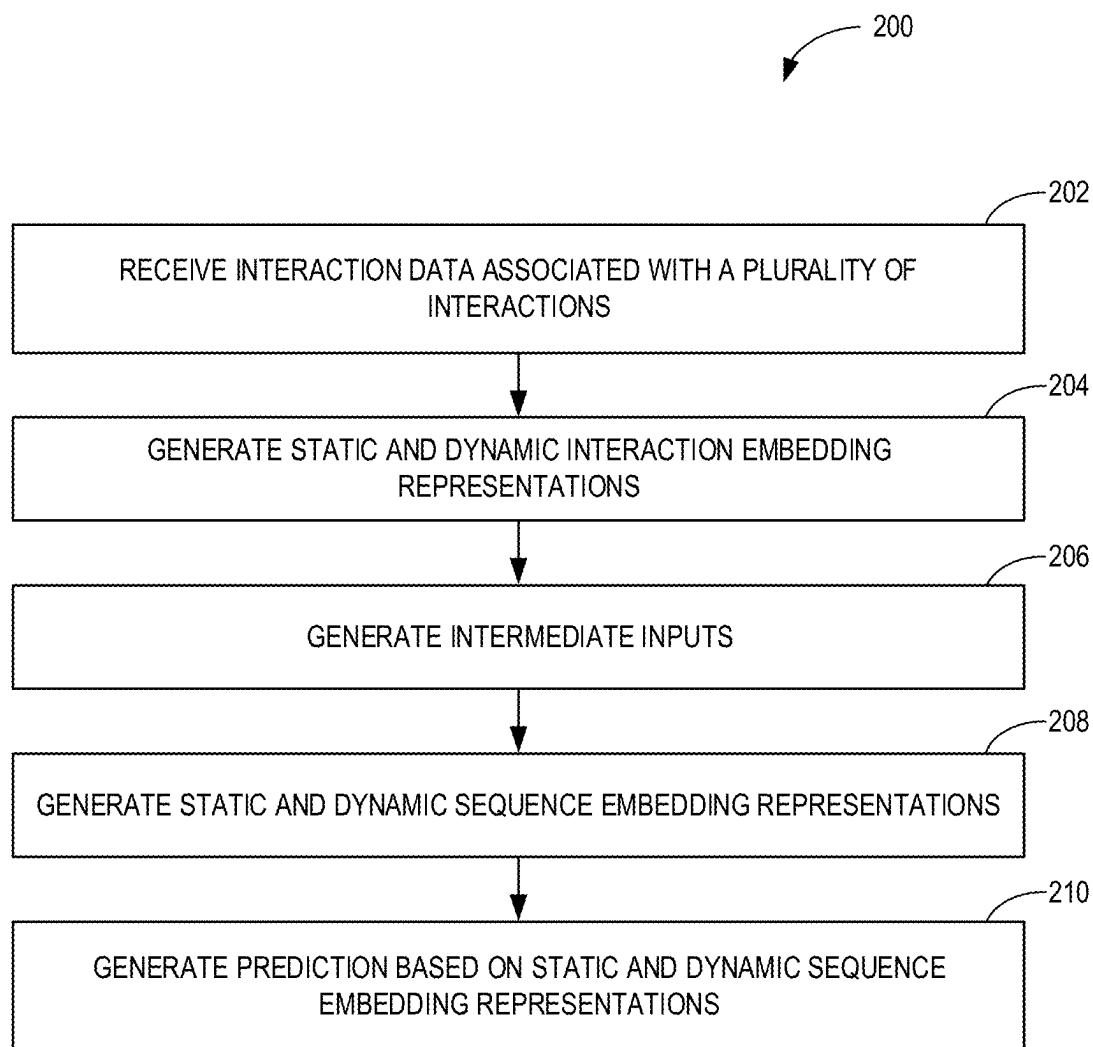 200
202
RECEIVE INTERACTION DATA ASSOCIATED WITH A PLURALITY OF
INTERACTIONS
204
GENERATE STATIC AND DYNAMIC INTERACTION EMBEDDING
REPRESENTATIONS
206
GENERATE INTERMEDIATE INPUTS
208
GENERATE STATIC AND DYNAMIC SEQUENCE EMBEDDING REPRESENTATIONS
210
GENERATE PREDICTION BASED ON STATIC AND DYNAMIC SEQUENCE
EMBEDDING REPRESENTATIONS